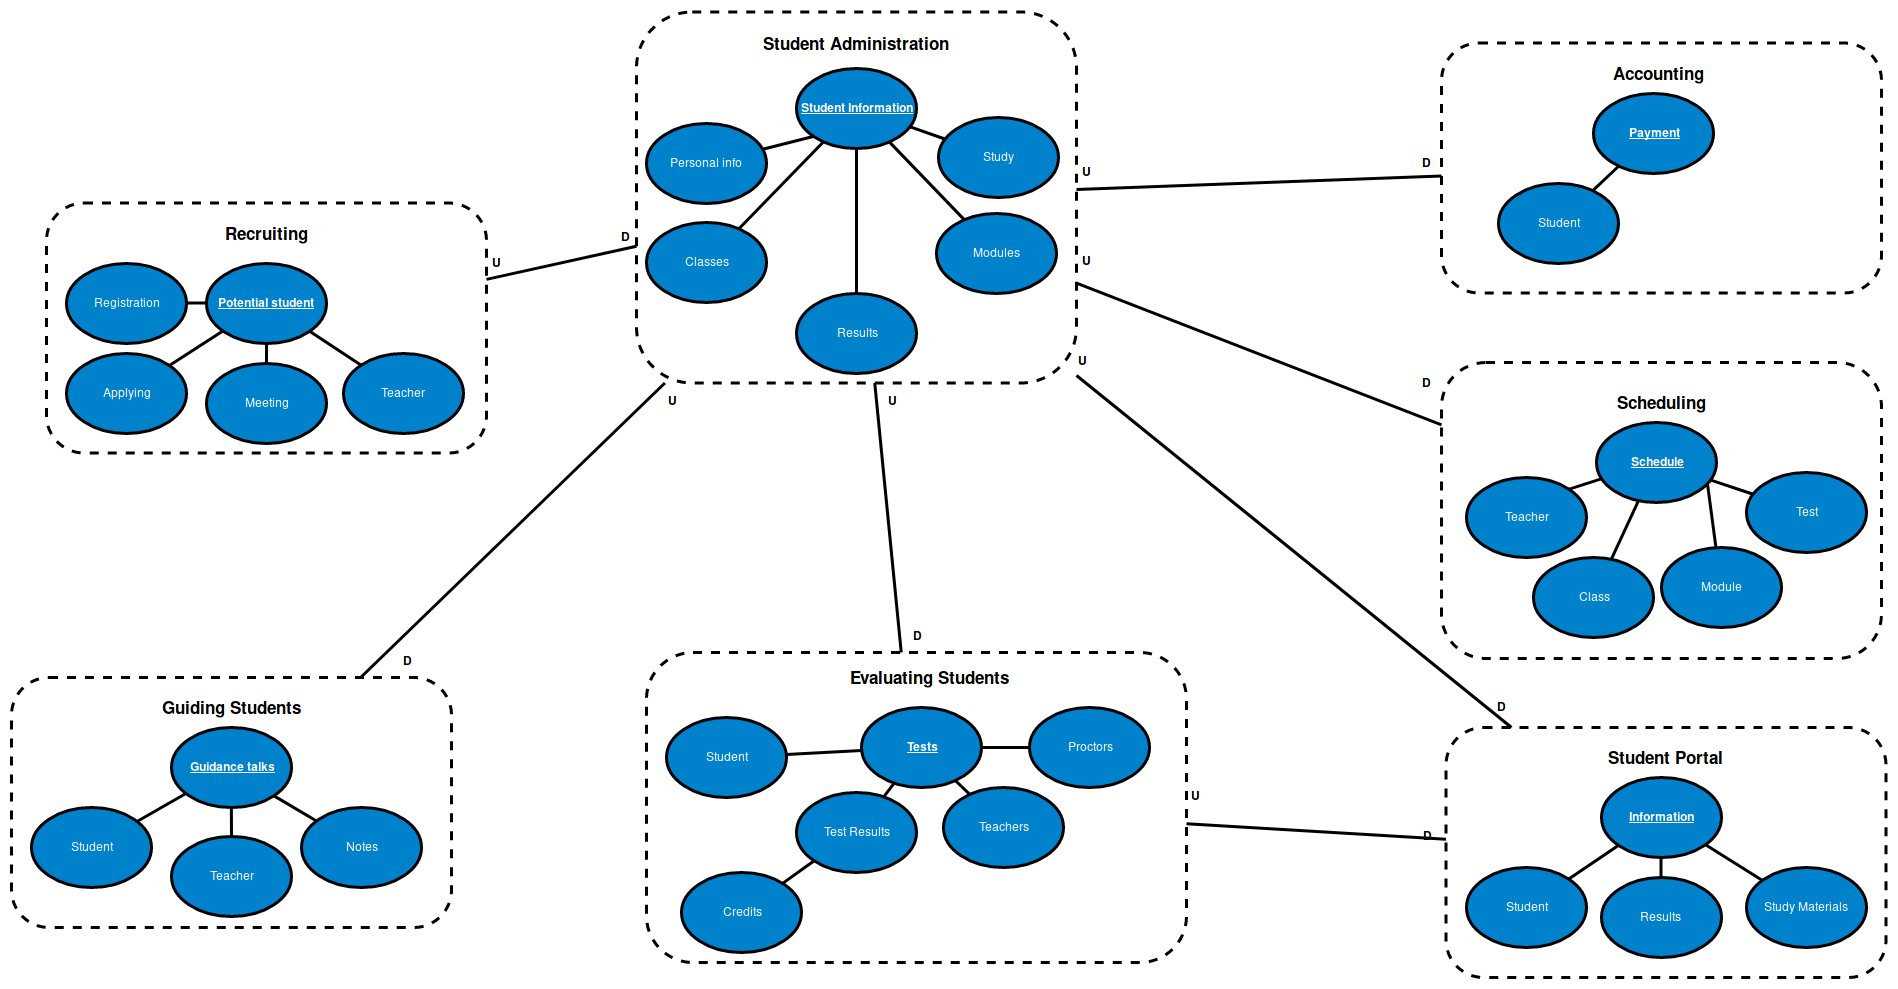 Student Administration
Student Information
Personal info
Study
Classes
Modules
Results
Accounting
Payment
Student
U
D
Recruiting
Registration
Potential student
Applying
Meeting
Teacher
U
D
U
D
Scheduling
Schedule
Teacher
Test
Class
Module
U
D
U
D
U
D
Guiding Students
Guidance talks
Student
Teacher
Notes
Evaluating Students
Student
Tests
Proctors
Test Results
Teachers
Credits
U
D
Student Portal
Information
Student
Results
Study Materials